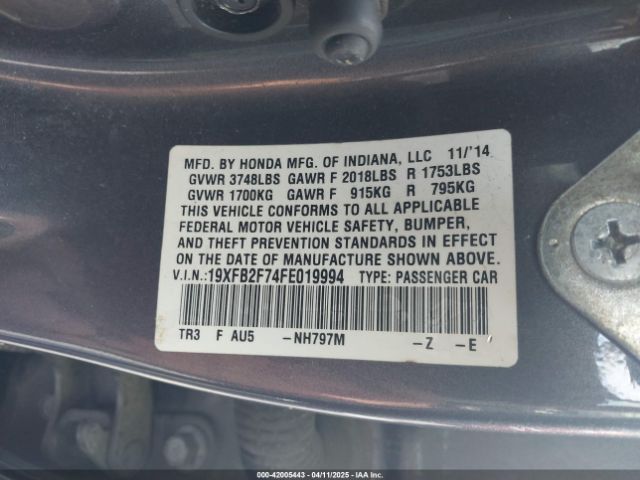 MFD. BY HONDA MFG. OF INDIANA, LLC 11/'14
GVWR 3748LBS GAWR F 2018LBS R 1753LBS
GVWR 1700KG GAWR F 915KG R 795KG
THIS VEHICLE CONFORMS TO ALL APPLICABLE
FEDERAL MOTOR VEHICLE SAFETY, BUMPER,
AND THEFT PREVENTION STANDARDS IN EFFECT
ON THE DATE OF MANUFACTURE SHOWN ABOVE.
V.I.N.:19XFB2F74FE019994 TYPE: PASSENGER CAR
TR3 F AU5 -NH797M -Z -E
000-42005443 04/11/2025 IAAI.COM